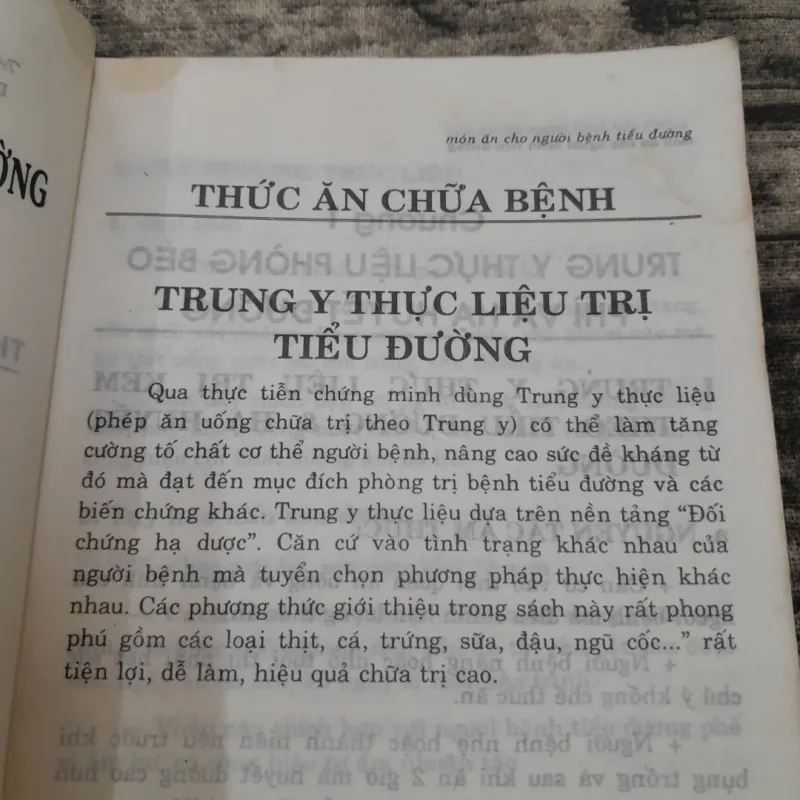 món ăn cho người bệnh tiểu đường
THỨC ĂN CHỮA BỆNH
TRUNG Y THỰC LIỆU TRỊ
TIỂU ĐƯỜNG
Qua thực tiễn chứng minh dùng Trung y thực liệu
(phép ăn uống chữa trị theo Trung y) có thể làm tăng
cường tố chất cơ thể người bệnh, nâng cao sức đề kháng từ
đó mà đạt đến mục đích phòng trị bệnh tiểu đường và các
biến chứng khác. Trung y thực liệu dựa trên nền tảng “Đối
chứng hạ dược”. Căn cứ vào tình trạng khác nhau của
người bệnh mà tuyển chọn phương pháp thực hiện khác
nhau. Các phương thức giới thiệu trong sách này rất phong
phú gồm các loại thịt, cá, trứng, sữa, đậu, ngũ cốc...” rất
tiện lợi, dễ làm, hiệu quả chữa trị cao.